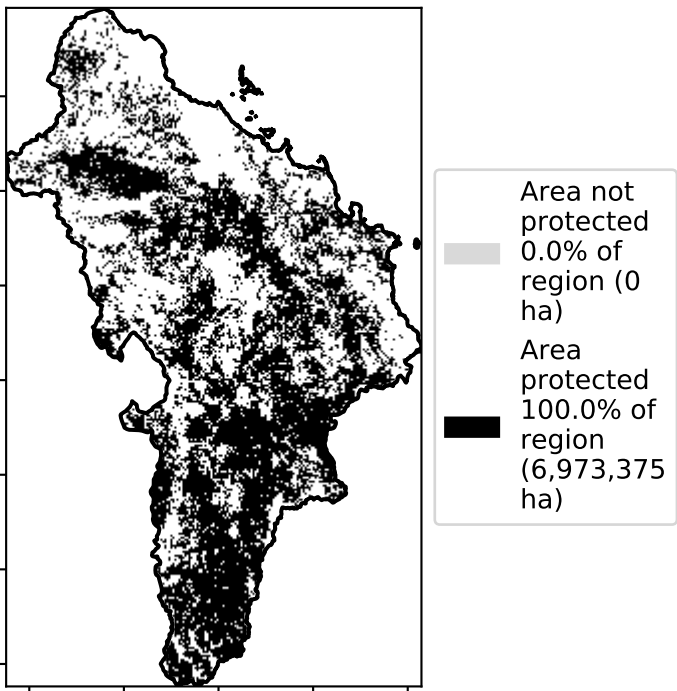 Area not
protected
0.0% of
region (0
ha)
Area
protected
100.0% of
region
(6,973,375
ha)